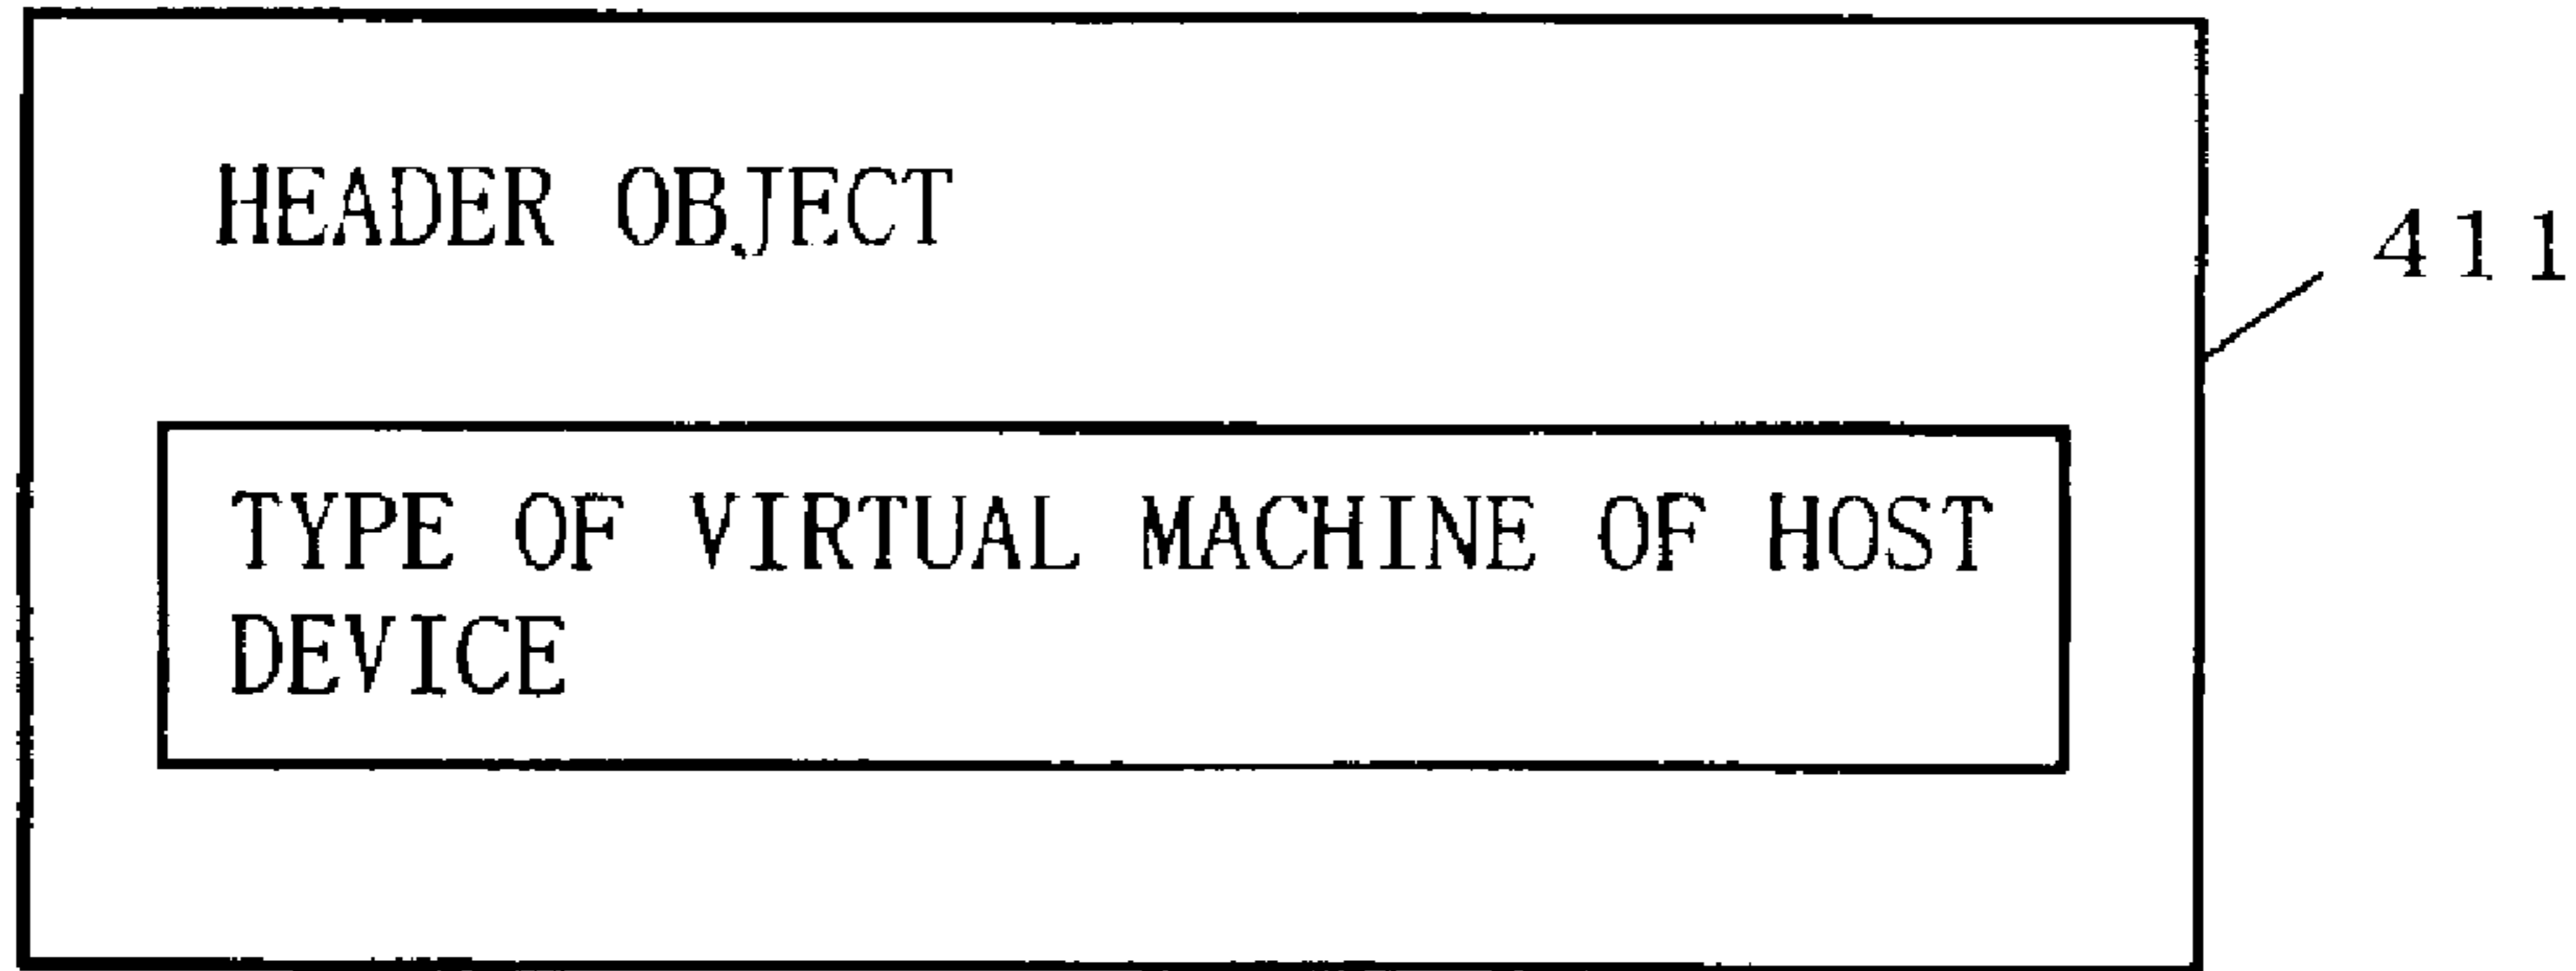 HEADER OBJECT
411
TYPE OF VIRTUAL MACHINE OF HOST
DEVICE